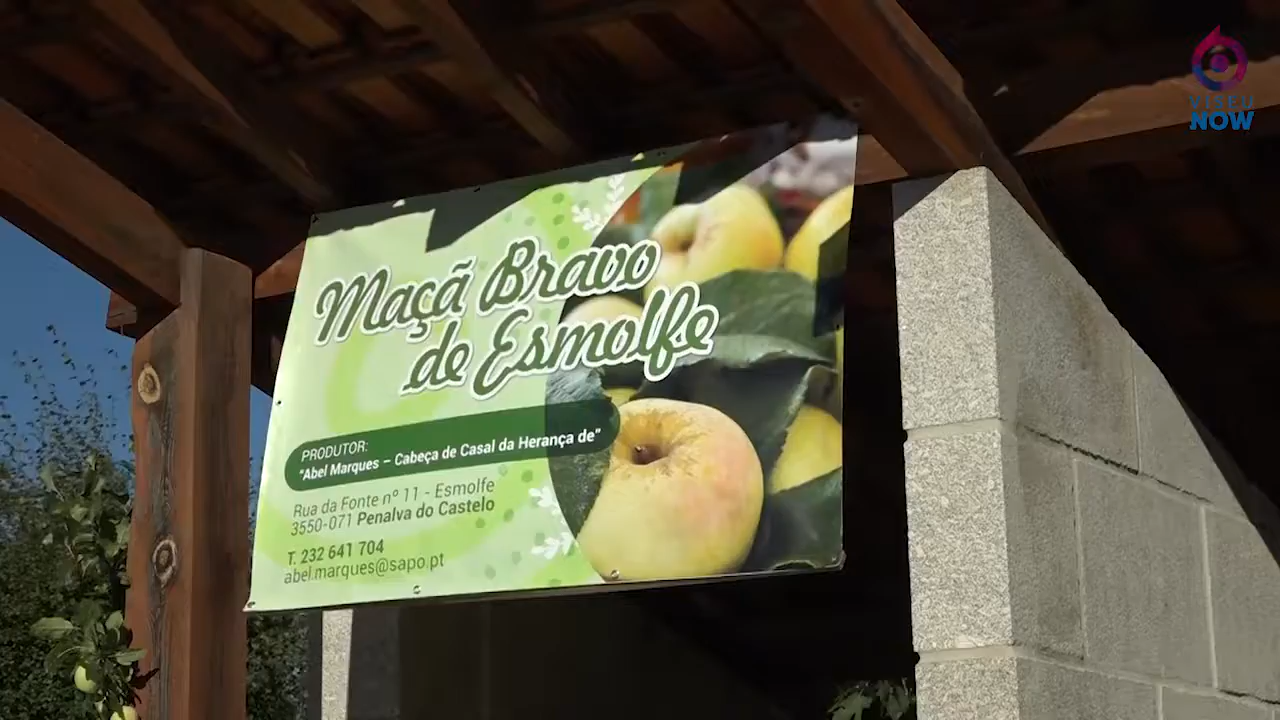 VISEU
NOW
Maçã Bravo
de Esmolfe
PRODUTOR:
"Abel Marques – Cabeça de Casal da Herança de"
Rua da Fonte nº 11 - Esmolfe
3550-071 Penalva do Castelo
T. 232 641 704
abel.marques@sapo.pt